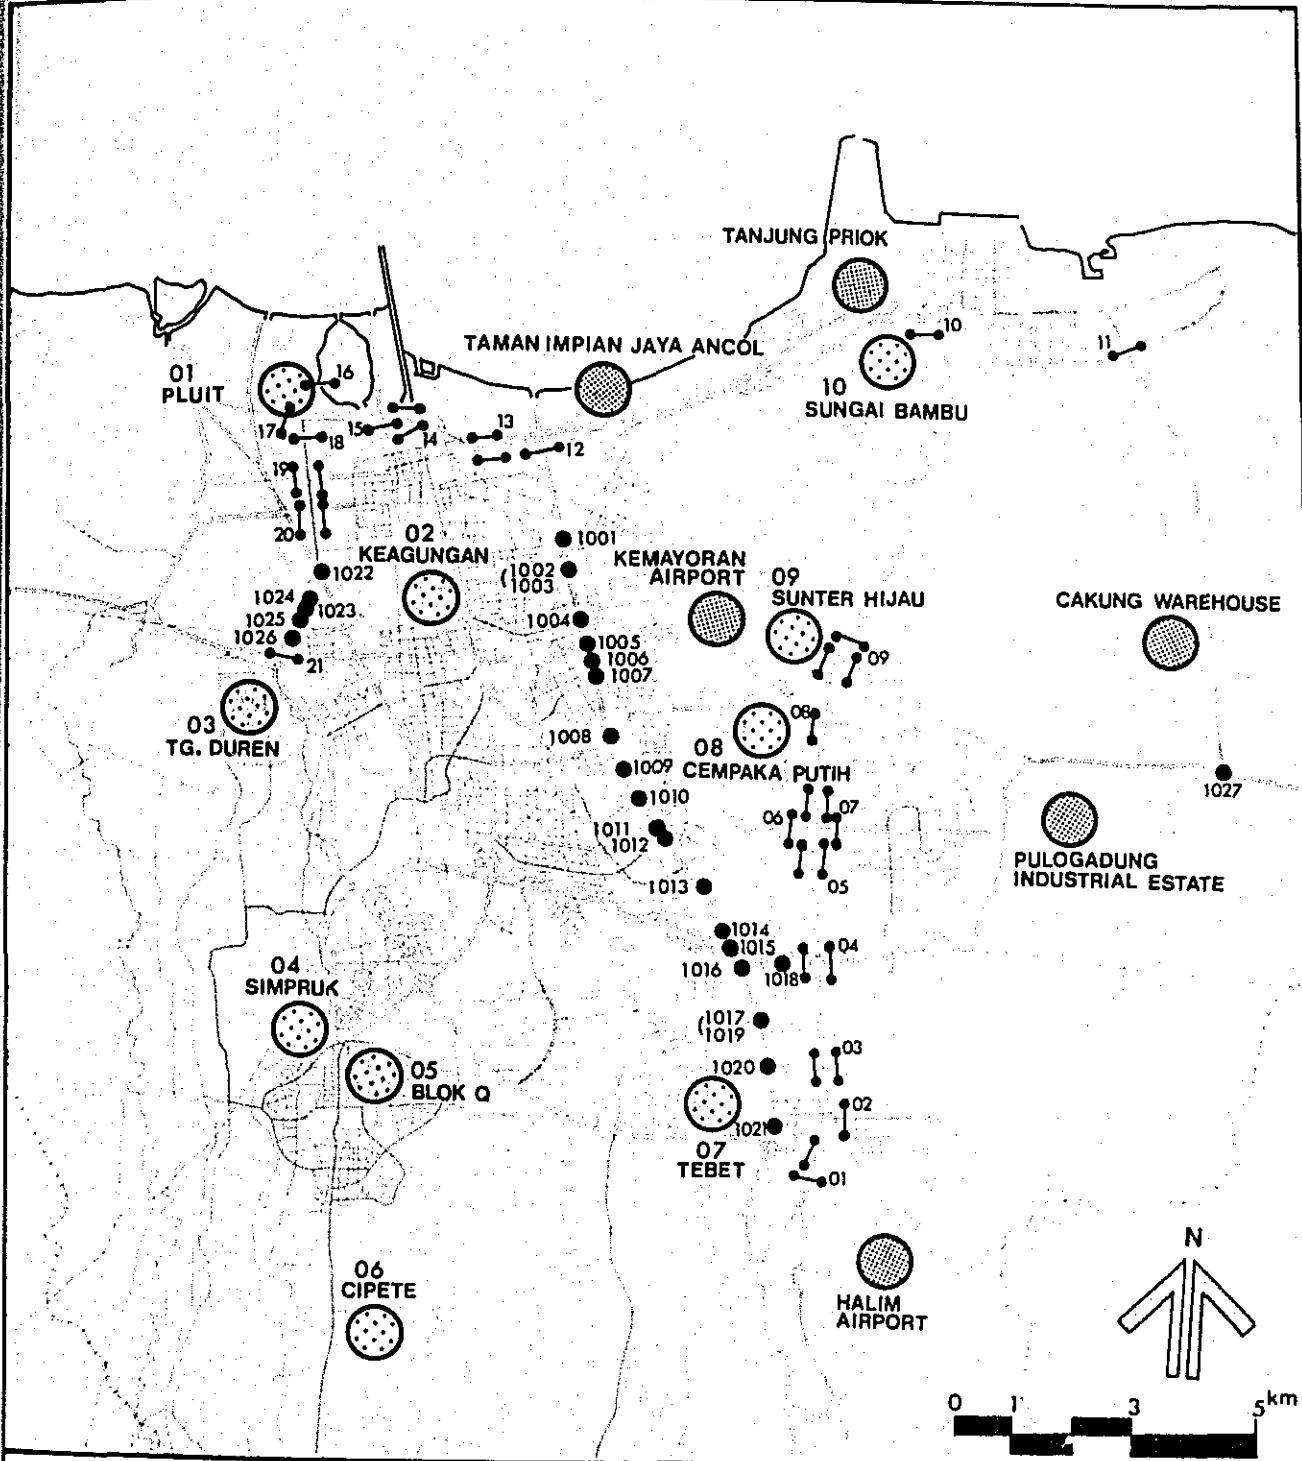 TANJUNG PRIOK
10
TAMAN IMPIAN JAYA ANCOL
11
01
PLUIT
16
10
SUNGAI BAMBU
17
18
15
14
13
12
19
20
02
KEAGUNGAN
1001
1022
(1002
(1003
KEMAYORAN
AIRPORT
09
SUNTER HIJAU
CAKUNG WAREHOUSE
1024
1023
1025
1004
1026
1005
1006
1007
09
21
03
TG. DUREN
08
1008
08
CEMPAKA PUTIH
1009
1010
1027
06
07
1011
1012
PULOGADUNG
INDUSTRIAL ESTATE
1013
05
1014
1015
04
1016
1018
04
SIMPRUK
(1017
(1019
03
1020
05
BLOK Q
02
1021
07
TEBET
01
N
06
CIPETE
HALIM
AIRPORT
0 1 3 5 km